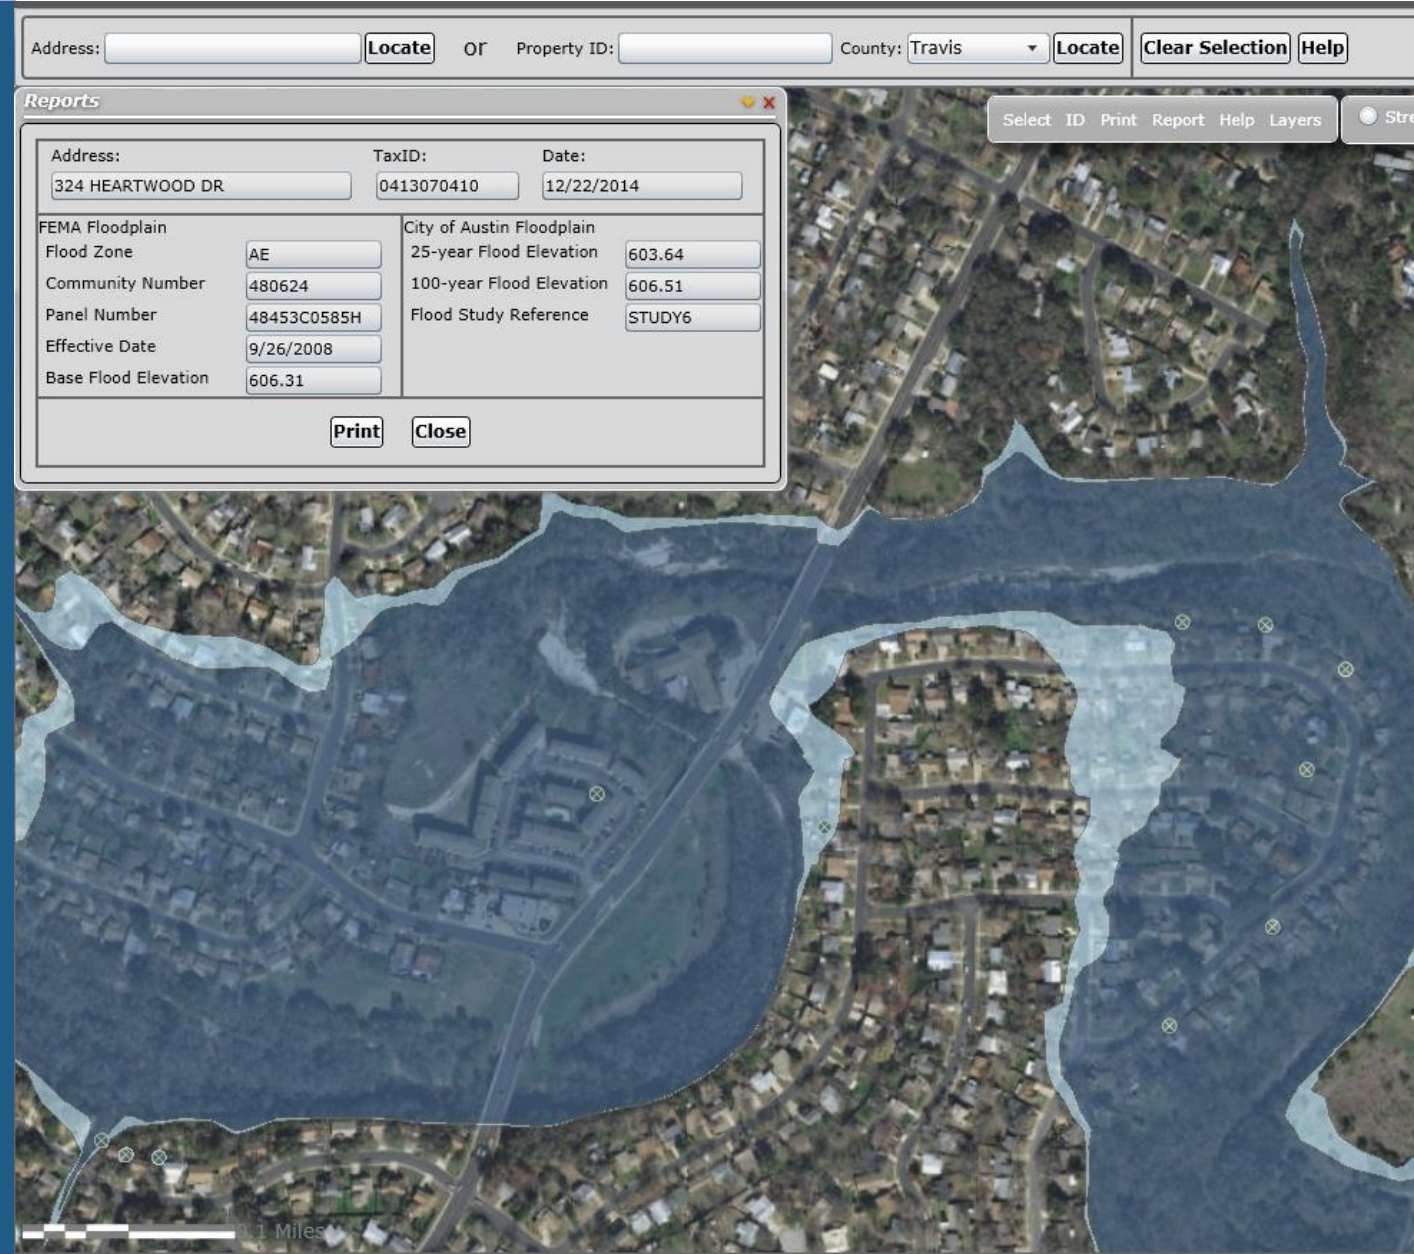 Address: Locate or Property ID: County: Travis Locate Clear Selection Help
Reports
Select ID Print Report Help Layers Stre
Address: TaxID: Date:
324 HEARTWOOD DR 0413070410 12/22/2014
FEMA Floodplain City of Austin Floodplain
Flood Zone AE 25-year Flood Elevation 603.64
Community Number 480624 100-year Flood Elevation 606.51
Panel Number 48453C0585H Flood Study Reference STUDY6
Effective Date 9/26/2008
Base Flood Elevation 606.31
Print Close
0.1 Miles